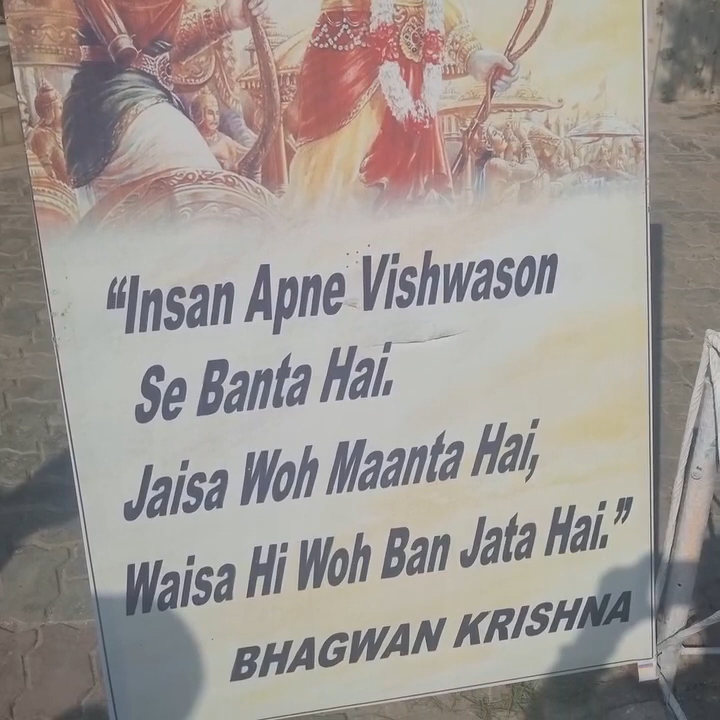 “Insan Apne Vishwason
Se Banta Hai.
Jaisa Woh Maanta Hai,
Waisa Hi Woh Ban Jata Hai.”
BHAGWAN KRISHNA